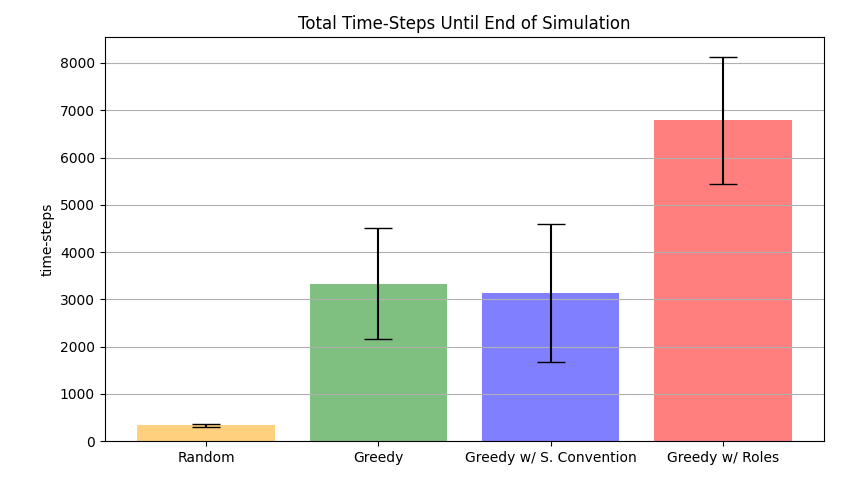 Total Time-Steps Until End of Simulation
8000
7000
6000
5000
4000
3000
2000
1000
0
time-steps
Random
Greedy
Greedy w/ S. Convention
Greedy w/ Roles